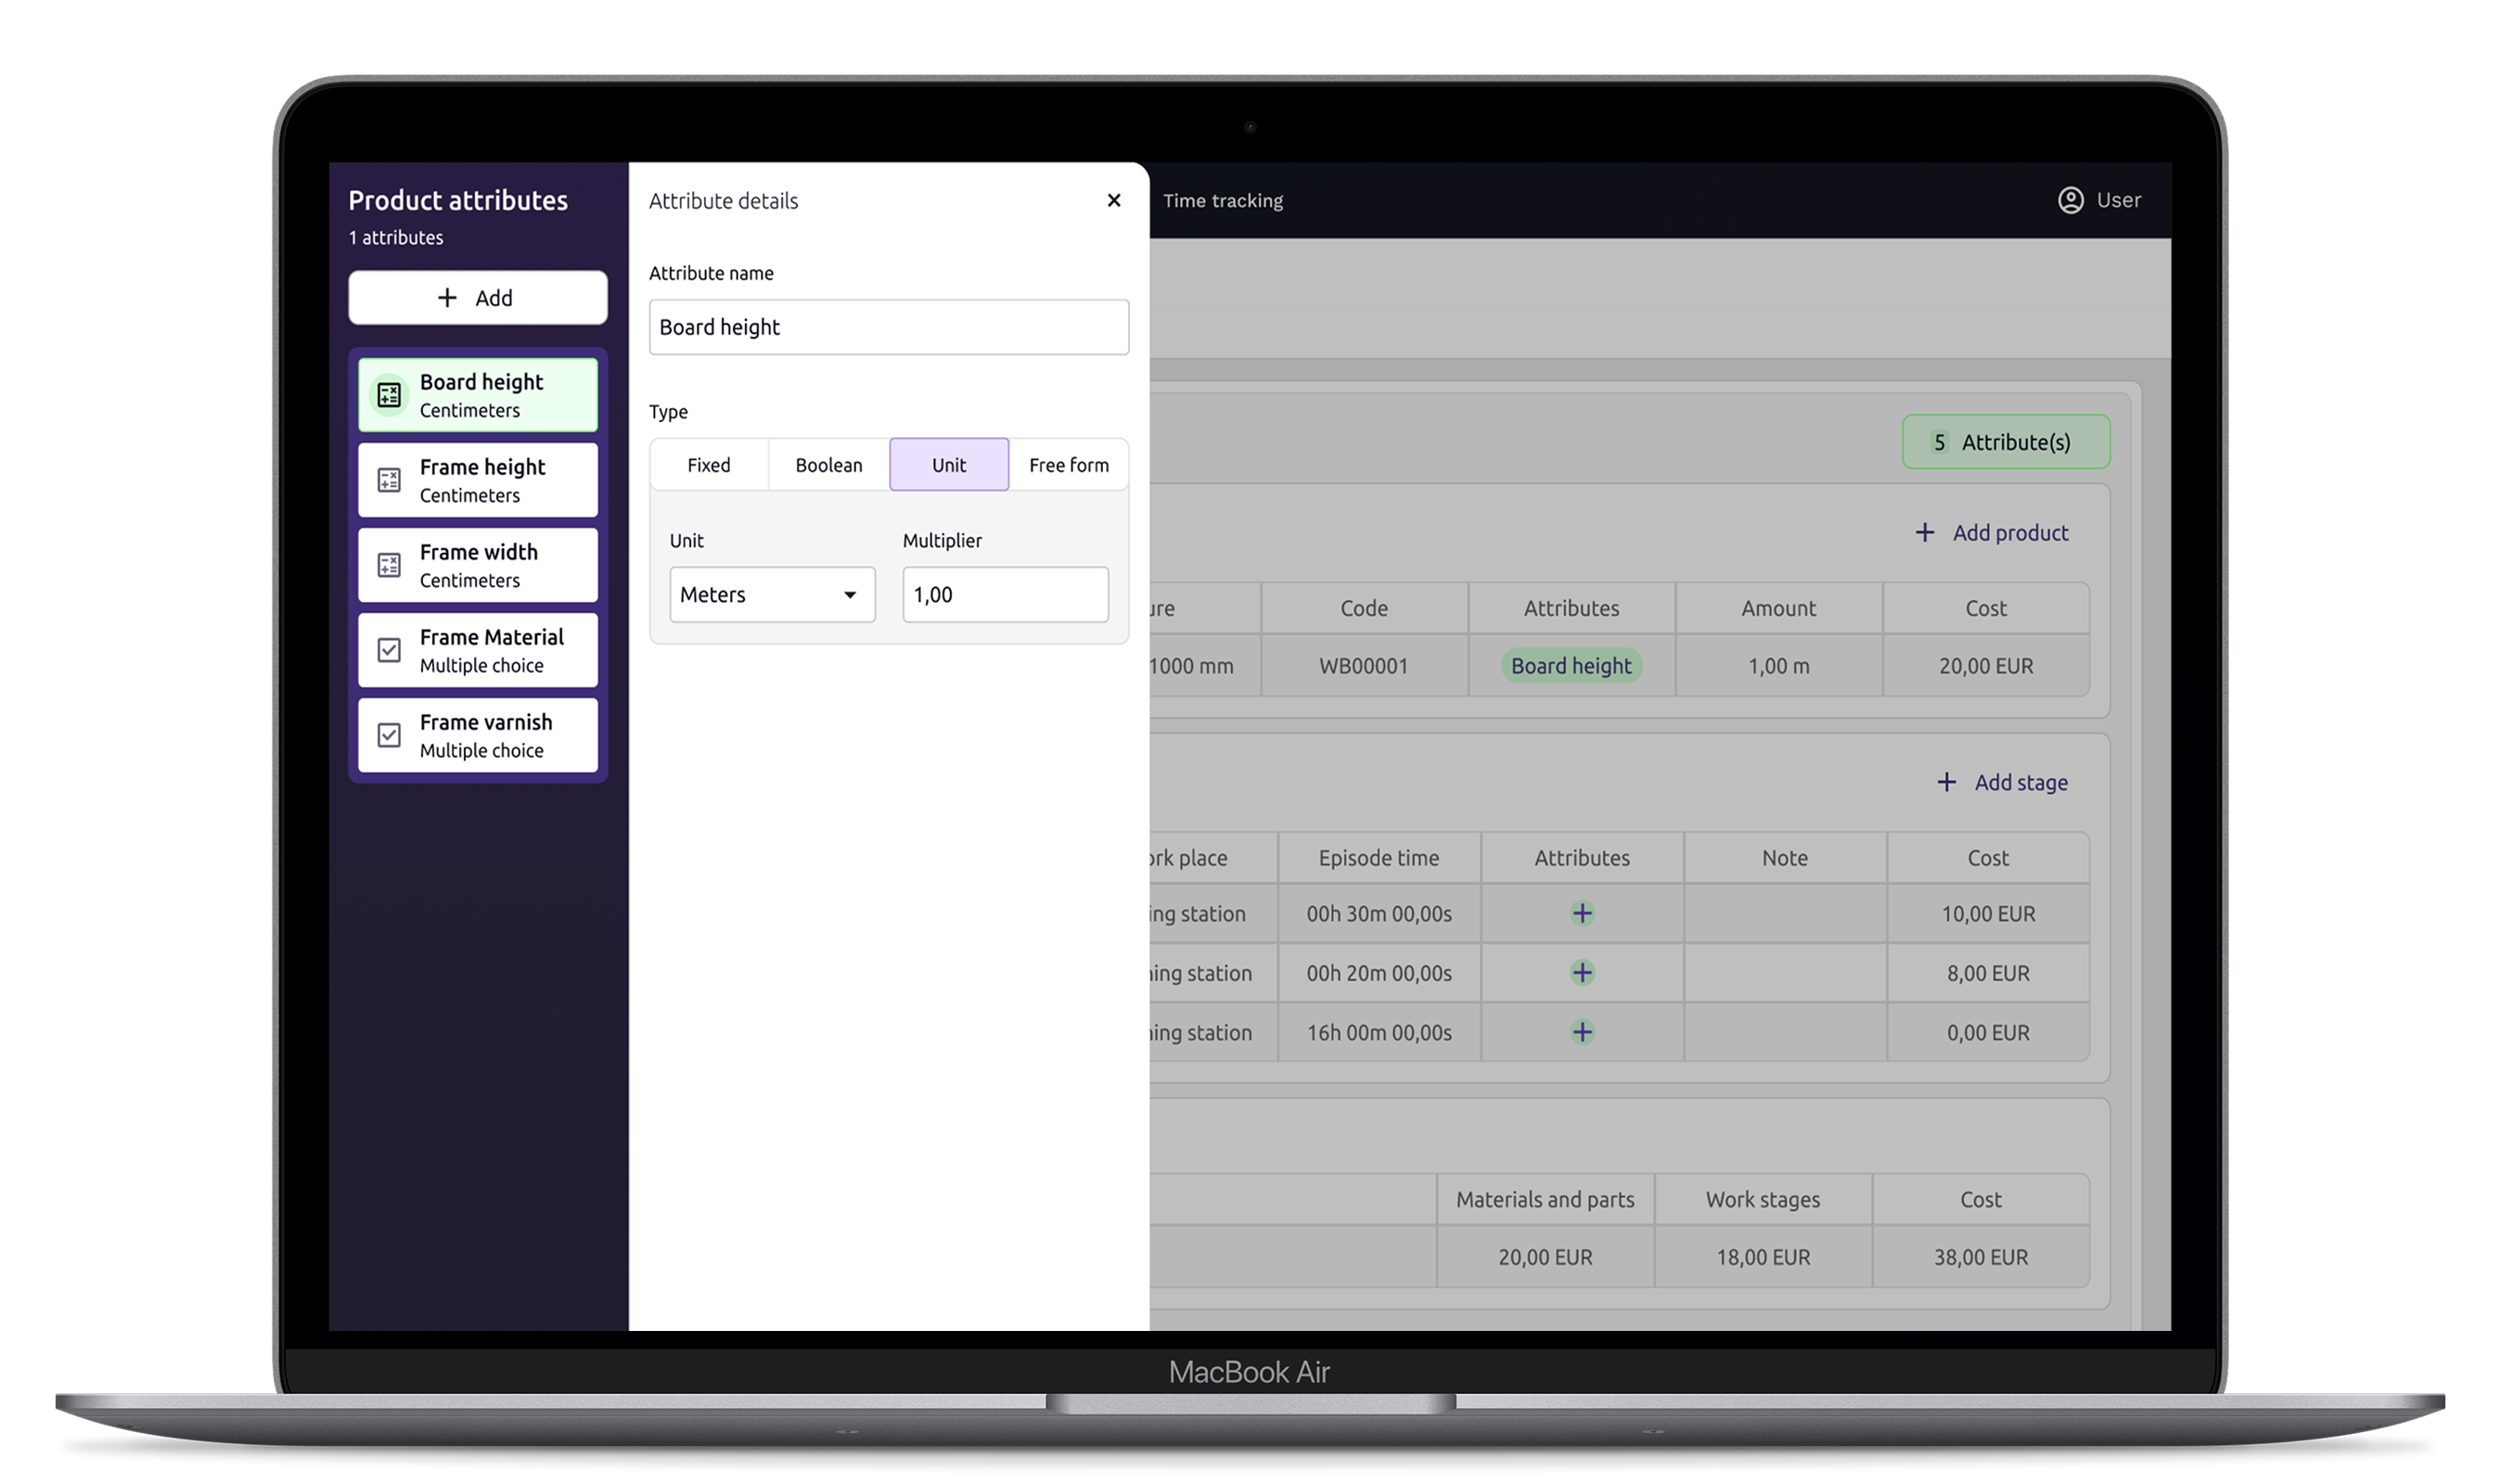 Product attributes
1 attributes
+ Add
Board height
Centimeters
Frame height
Centimeters
Frame width
Centimeters
Frame Material
Multiple choice
Frame varnish
Multiple choice
Attribute details
Attribute name
Board height
Type
Fixed Boolean Unit Free form
Unit Multiplier
Meters 1,00
Time tracking User
5 Attribute(s)
+ Add product
ure Code Attributes Amount Cost
1000 mm WB00001 Board height 1,00 m 20,00 EUR
+ Add stage
ork place Episode time Attributes Note Cost
ing station 00h 30m 00,00s + 10,00 EUR
ning station 00h 20m 00,00s + 8,00 EUR
ning station 16h 00m 00,00s + 0,00 EUR
Materials and parts Work stages Cost
20,00 EUR 18,00 EUR 38,00 EUR
MacBook Air